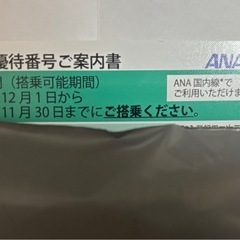 優待番号ご案内書
ANA
（搭乗可能期間）
12月1日から
11月30日までにご搭乗ください。
ANA国内線*で
ご利用いただけま